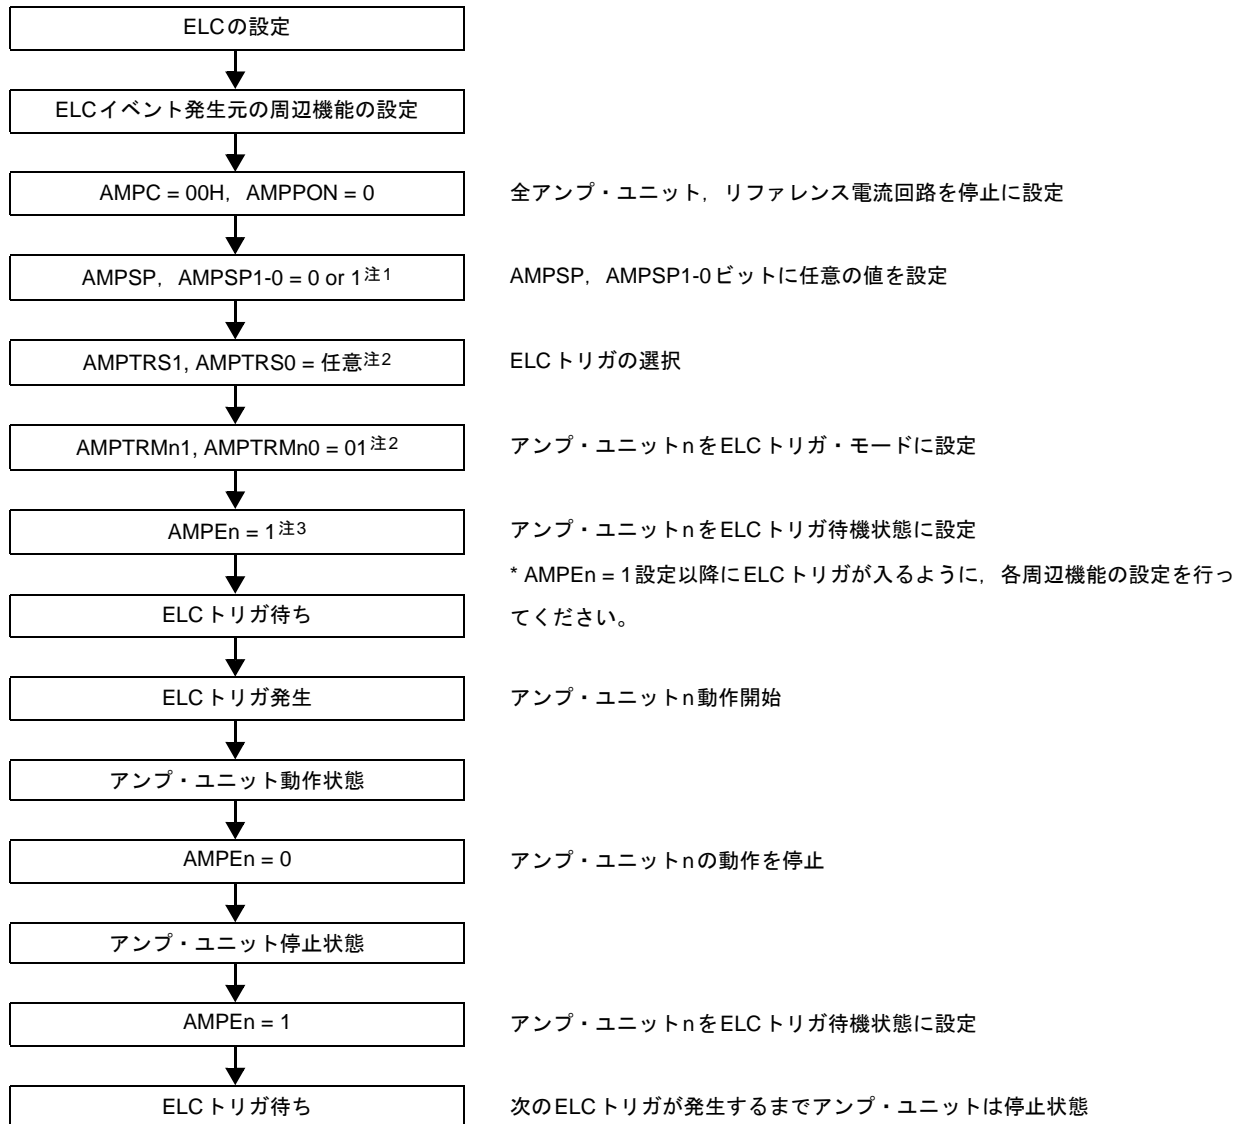 ELCの設定
ELCイベント発生元の周辺機能の設定
AMPC = 00H，AMPPON = 0
全アンプ・ユニット，リファレンス電流回路を停止に設定
AMPSP，AMPSP1-0 = 0 or 1注1
AMPSP，AMPSP1-0ビットに任意の値を設定
AMPTRS1, AMPTRS0 = 任意注2
ELCトリガの選択
AMPTRMn1, AMPTRMn0 = 01注2
アンプ・ユニットnをELCトリガ・モードに設定
AMPEn = 1注3
アンプ・ユニットnをELCトリガ待機状態に設定
* AMPEn = 1設定以降にELCトリガが入るように，各周辺機能の設定を行っ
てください。
ELCトリガ待ち
ELCトリガ発生
アンプ・ユニットn動作開始
アンプ・ユニット動作状態
AMPEn = 0
アンプ・ユニットnの動作を停止
アンプ・ユニット停止状態
AMPEn = 1
アンプ・ユニットnをELCトリガ待機状態に設定
ELCトリガ待ち
次のELCトリガが発生するまでアンプ・ユニットは停止状態